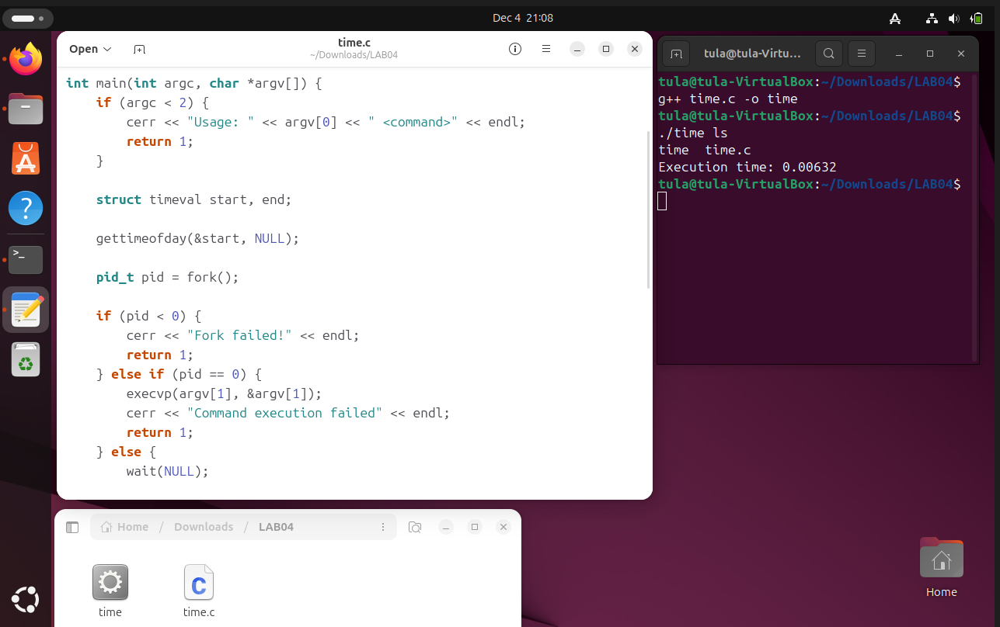 Dec 4 21:08
Open
time.c
~/Downloads/LAB04
int main(int argc, char *argv[]) {
if (argc < 2) {
cerr << "Usage: " << argv[0] << " <command>" << endl;
return 1;
}
struct timeval start, end;
gettimeofday(&start, NULL);
pid_t pid = fork();
if (pid < 0) {
cerr << "Fork failed!" << endl;
return 1;
} else if (pid == 0) {
execvp(argv[1], &argv[1]);
cerr << "Command execution failed" << endl;
return 1;
} else {
wait(NULL);
tula@tula-Virtu...
tula@tula-VirtualBox:~/Downloads/LAB04$
g++ time.c -o time
tula@tula-VirtualBox:~/Downloads/LAB04$
./time ls
time  time.c
Execution time: 0.00632
tula@tula-VirtualBox:~/Downloads/LAB04$
Home / Downloads / LAB04
time
time.c
Home